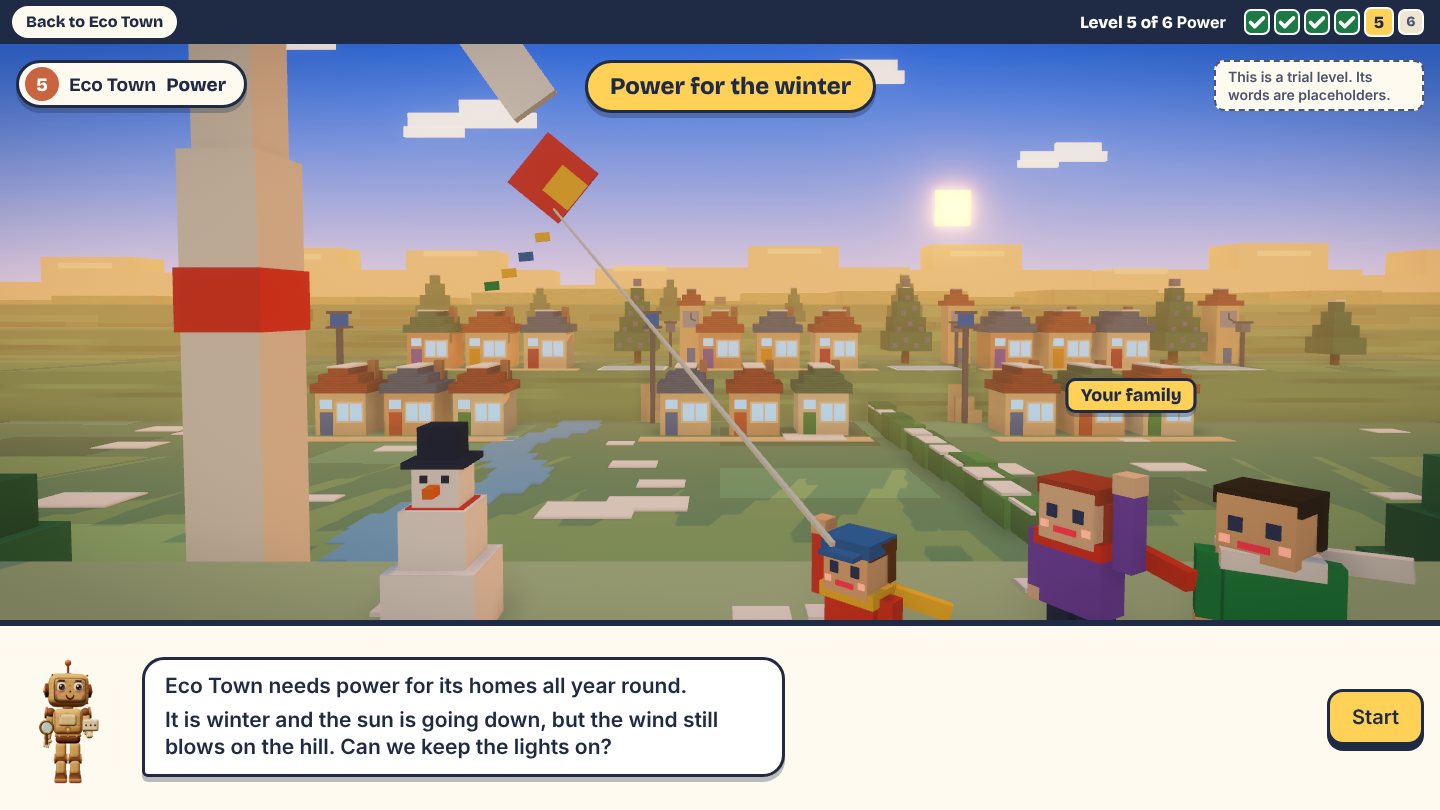 Back to Eco Town
Level 5 of 6 Power
5
6
5
Eco Town Power
Power for the winter
This is a trial level. Its
words are placeholders.
Your family
Eco Town needs power for its homes all year round.
It is winter and the sun is going down, but the wind still
blows on the hill. Can we keep the lights on?
Start